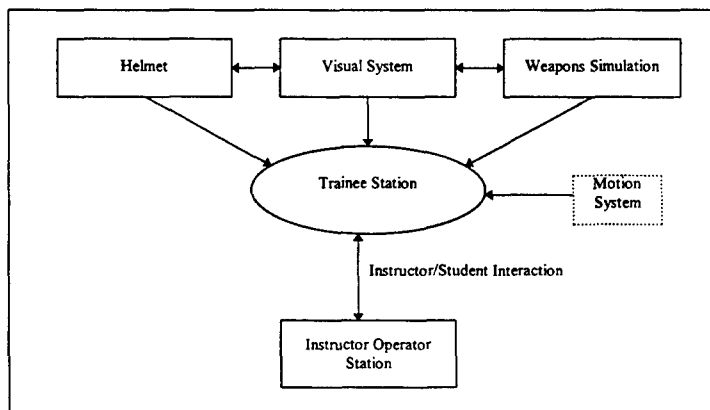 Helmet
Visual System
Weapons Simulation
Trainee Station
Motion
System
Instructor/Student Interaction
Instructor Operator
Station